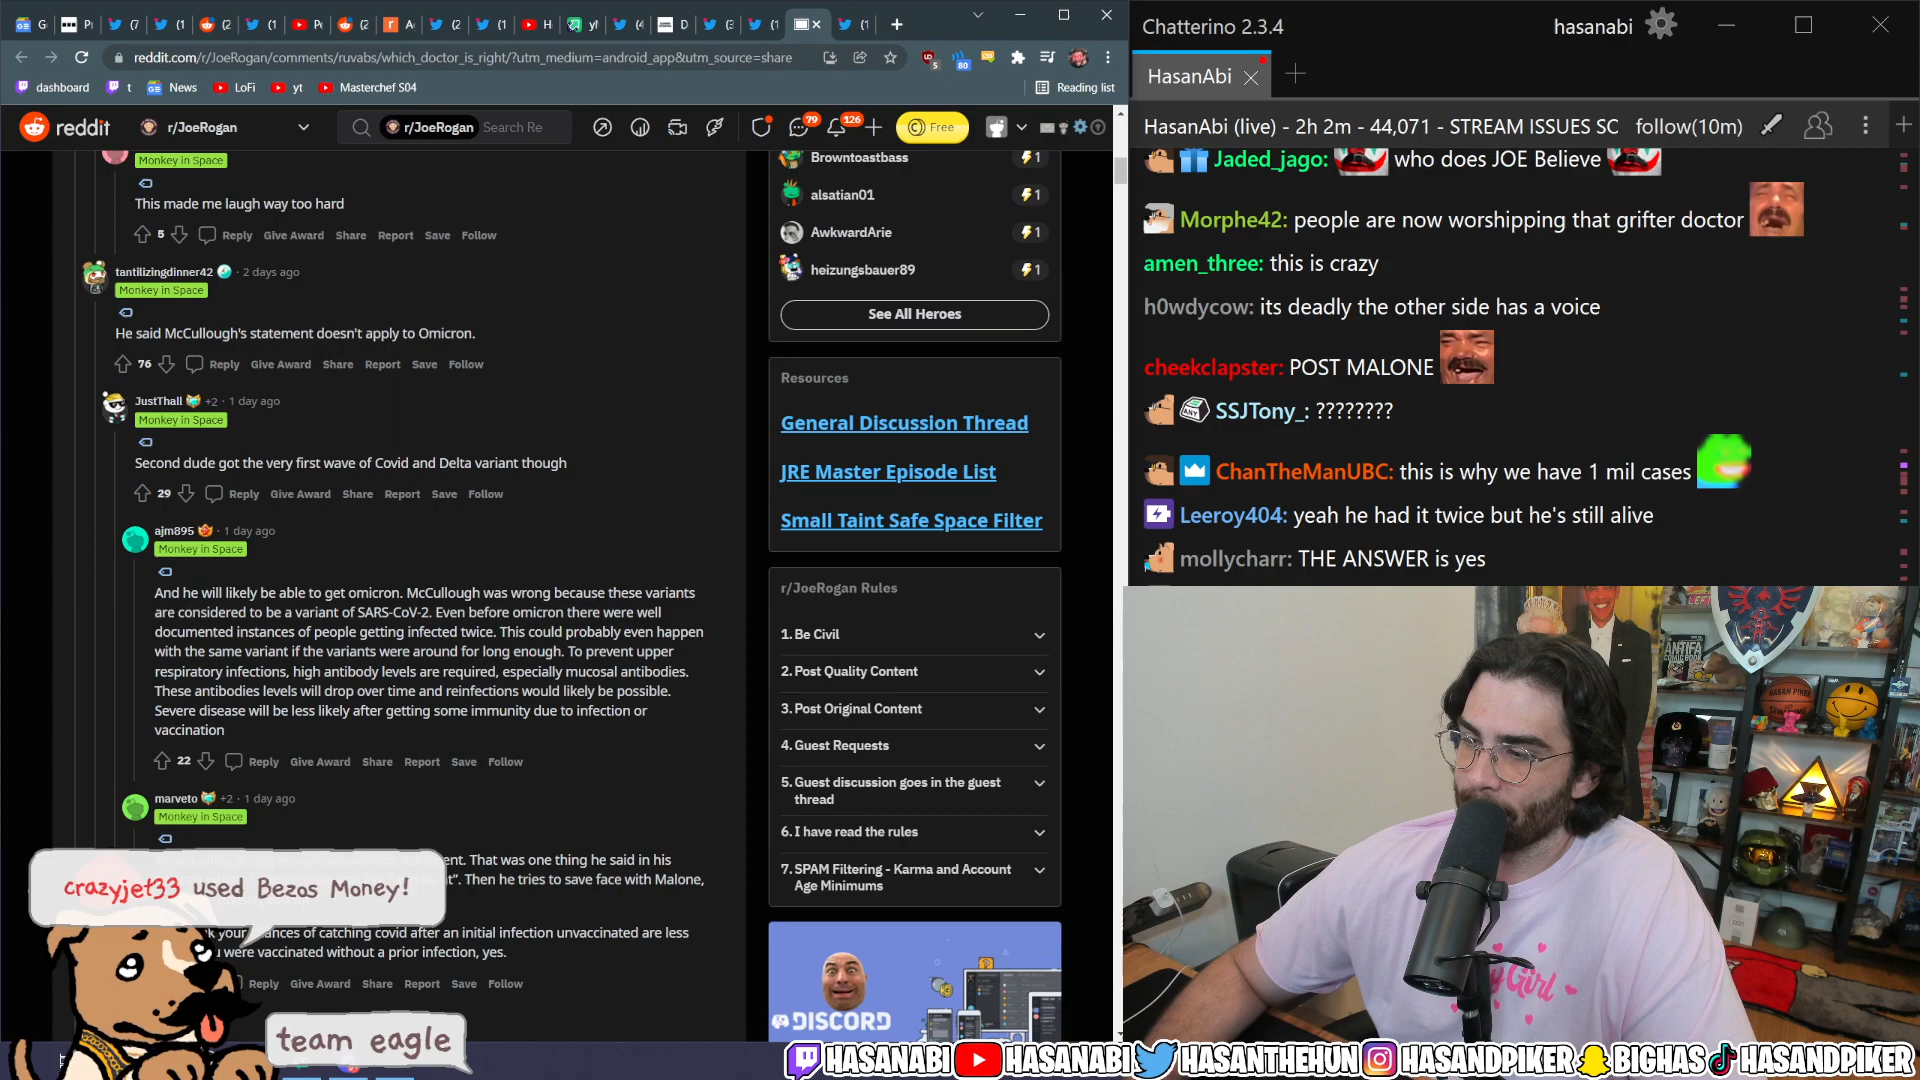 reddit.com/r/JoeRogan/comments/ruvabs/which_doctor_is_right/?utm_medium=android_app&utm_source=share
dashboard
t
News
LoFi
yt
Masterchef S04
Reading list
reddit
r/JoeRogan
r/JoeRogan
Search Re
79
126
Free
Monkey in Space
This made me laugh way too hard
5 Reply Give Award Share Report Save Follow
tantilizingdinner42 · 2 days ago
Monkey in Space
He said McCullough's statement doesn't apply to Omicron.
76 Reply Give Award Share Report Save Follow
JustThall +2 · 1 day ago
Monkey in Space
Second dude got the very first wave of Covid and Delta variant though
29 Reply Give Award Share Report Save Follow
ajm895 · 1 day ago
Monkey in Space
And he will likely be able to get omicron. McCullough was wrong because these variants
are considered to be a variant of SARS-CoV-2. Even before omicron there were well
documented instances of people getting infected twice. This could probably even happen
with the same variant if the variants were around for long enough. To prevent upper
respiratory infections, high antibody levels are required, especially mucosal antibodies.
These antibodies levels will drop over time and reinfections would likely be possible.
Severe disease will be less likely after getting some immunity due to infection or
vaccination
22 Reply Give Award Share Report Save Follow
marveto +2 · 1 day ago
Monkey in Space
ent. That was one thing he said in his
t". Then he tries to save face with Malone,
k your chances of catching covid after an initial infection unvaccinated are less
were vaccinated without a prior infection, yes.
Reply Give Award Share Report Save Follow
crazyjet33 used Bezos Money!
team eagle
Browntoastbass 1
alsatian01 1
AwkwardArie 1
heizungsbauer89 1
See All Heroes
Resources
General Discussion Thread
JRE Master Episode List
Small Taint Safe Space Filter
r/JoeRogan Rules
1. Be Civil
2. Post Quality Content
3. Post Original Content
4. Guest Requests
5. Guest discussion goes in the guest
thread
6. I have read the rules
7. SPAM Filtering - Karma and Account
Age Minimums
DISCORD
Chatterino 2.3.4
hasanabi
HasanAbi
HasanAbi (live) - 2h 2m - 44,071 - STREAM ISSUES SC
follow(10m)
Jaded_jago: who does JOE Believe
Morphe42: people are now worshipping that grifter doctor
amen_three: this is crazy
h0wdycow: its deadly the other side has a voice
cheekclapster: POST MALONE
SSJTony_: ????????
ChanTheManUBC: this is why we have 1 mil cases
Leeroy404: yeah he had it twice but he's still alive
mollycharr: THE ANSWER is yes
ANTIFA
COMIC BOOK
HASANABI HASANABI HASANTHEHUN HASANDPIKER BIGHAS HASANDPIKER